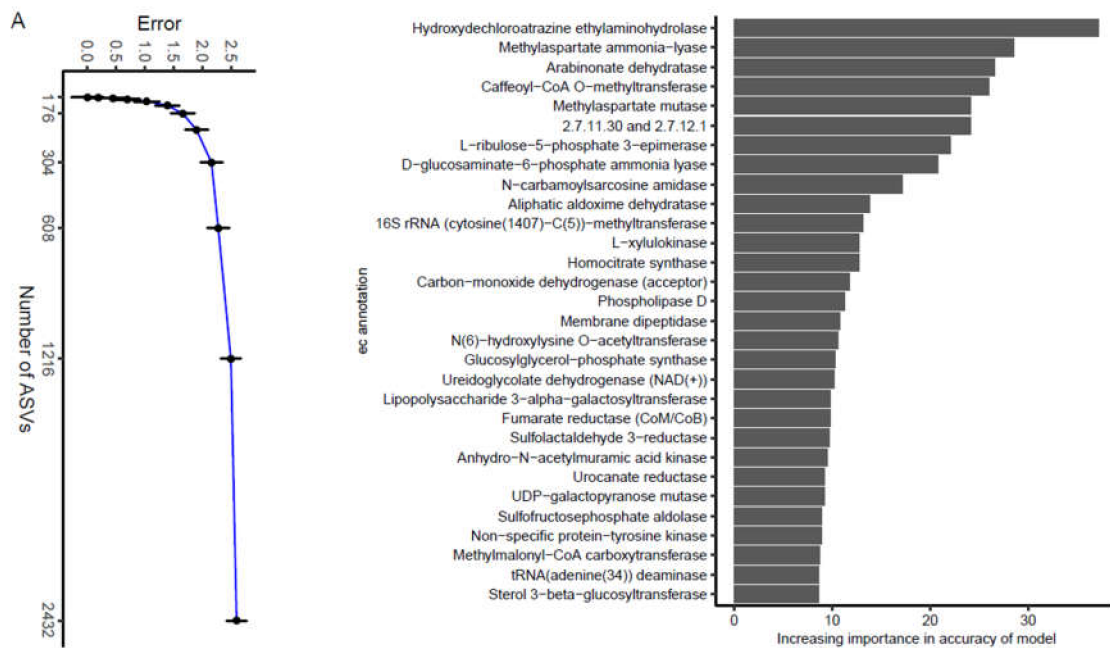 A
Error
0.0
0.5
1.0
1.5
2.0
2.5
176
304
608
1216
2432
Number of ASVs
ec annotation
Hydroxydechloroatrazine ethylaminohydrolase
Methylaspartate ammonia-lyase
Arabinonate dehydratase
Caffeoyl-CoA O-methyltransferase
Methylaspartate mutase
2.7.11.30 and 2.7.12.1
L-ribulose-5-phosphate 3-epimerase
D-glucosaminate-6-phosphate ammonia lyase
N-carbamoylsarcosine amidase
Aliphatic aldoxime dehydratase
16S rRNA (cytosine(1407)-C(5))-methyltransferase
L-xylulokinase
Homocitrate synthase
Carbon-monoxide dehydrogenase (acceptor)
Phospholipase D
Membrane dipeptidase
N(6)-hydroxylysine O-acetyltransferase
Glucosylglycerol-phosphate synthase
Ureidoglycolate dehydrogenase (NAD(+))
Lipopolysaccharide 3-alpha-galactosyltransferase
Fumarate reductase (CoM/CoB)
Sulfolactaldehyde 3-reductase
Anhydro-N-acetylmuramic acid kinase
Urocanate reductase
UDP-galactopyranose mutase
Sulfofructosephosphate aldolase
Non-specific protein-tyrosine kinase
Methylmalonyl-CoA carboxytransferase
tRNA(adenine(34)) deaminase
Sterol 3-beta-glucosyltransferase
0 10 20 30
Increasing importance in accuracy of model